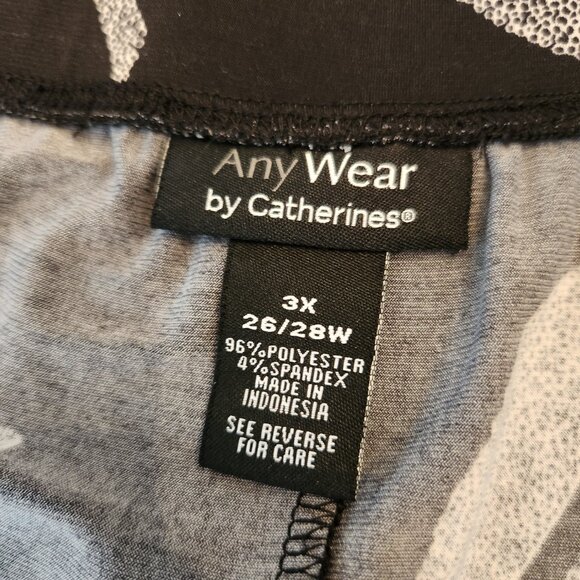 AnyWear
by Catherines®
3X
26/28W
96%POLYESTER
4%SPANDEX
MADE IN
INDONESIA
SEE REVERSE
FOR CARE